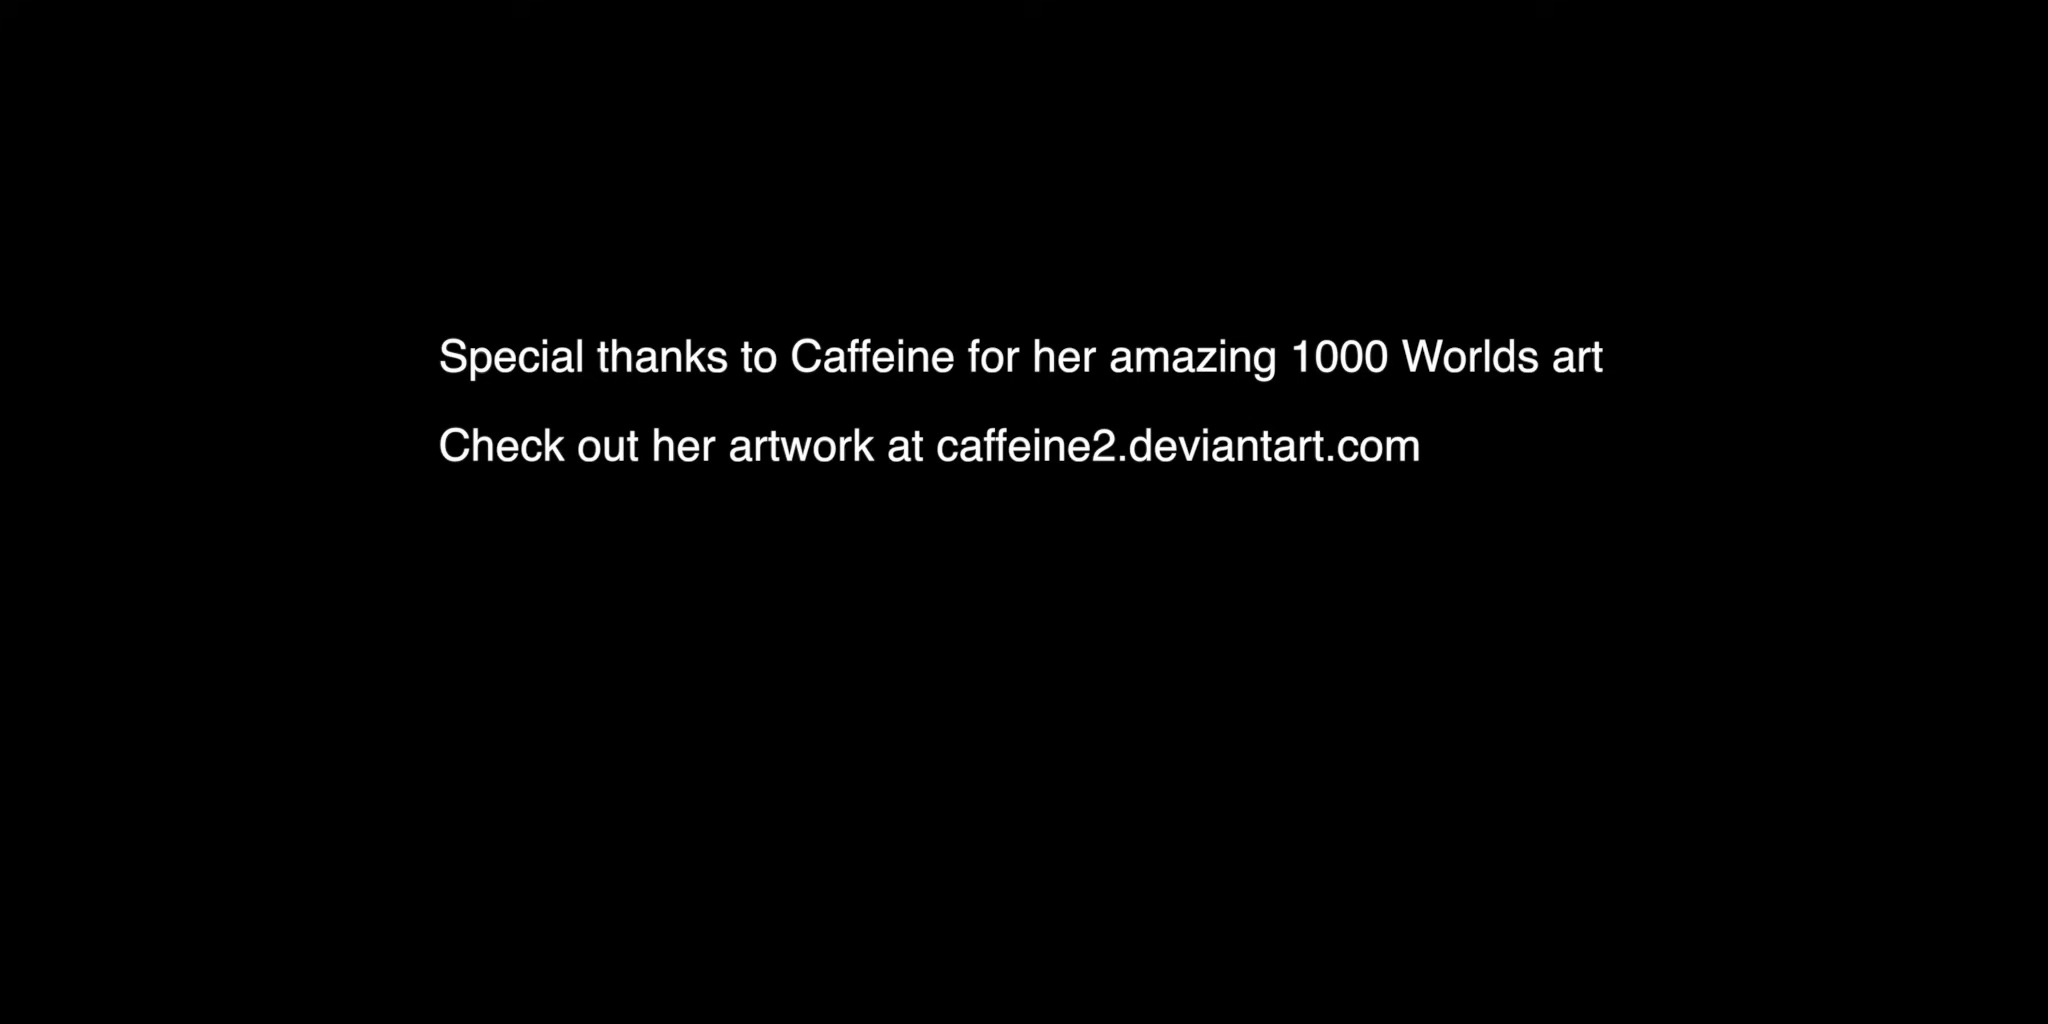 Special thanks to Caffeine for her amazing 1000 Worlds art
Check out her artwork at caffeine2.deviantart.com